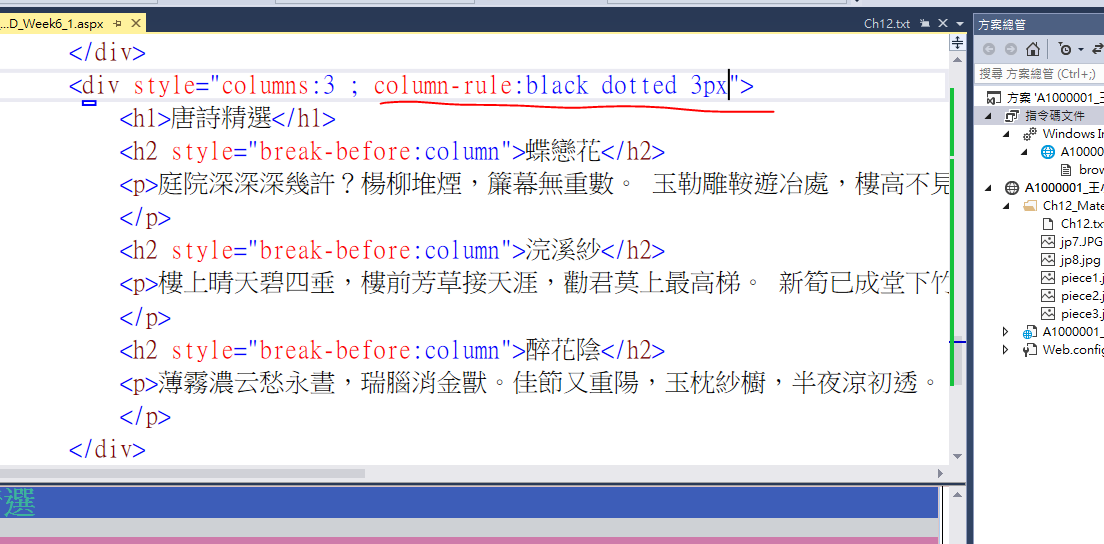 ...D_Week6_1.aspx
Ch12.txt
方案總管
</div>
<div style="columns:3 ; column-rule:black dotted 3px">
<h1>唐詩精選</h1>
<h2 style="break-before:column">蝶戀花</h2>
<p>庭院深深深幾許？楊柳堆煙，簾幕無重數。 玉勒雕鞍遊冶處，樓高不見
</p>
<h2 style="break-before:column">浣溪紗</h2>
<p>樓上晴天碧四垂，樓前芳草接天涯，勸君莫上最高梯。 新筍已成堂下竹
</p>
<h2 style="break-before:column">醉花陰</h2>
<p>薄霧濃云愁永晝，瑞腦消金獸。佳節又重陽，玉枕紗櫥，半夜涼初透。
</p>
</div>
選
搜尋 方案總管 (Ctrl+;)
方案 'A1000001_王
指令碼文件
Windows In
A10000
brow
A1000001_王小
Ch12_Mate
Ch12.tx
jp7.JPG
jp8.jpg
piece1.j
piece2.j
piece3.j
A1000001_
Web.config